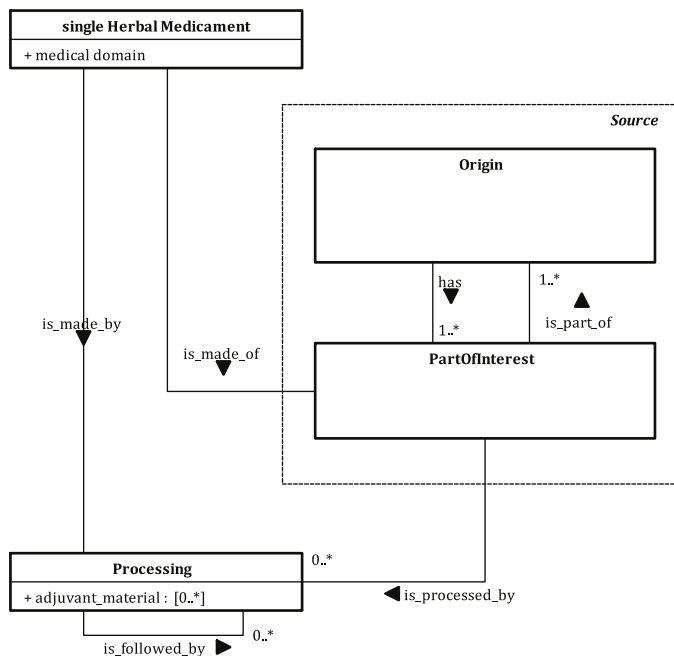 single Herbal Medicament
+ medical domain
Source
Origin
has
1..*
is_made_by
1..*
is_part_of
is_made_of
PartOfInterest
Processing
0..*
+ adjuvant_material : [0..*]
is_processed_by
0..*
is_followed_by